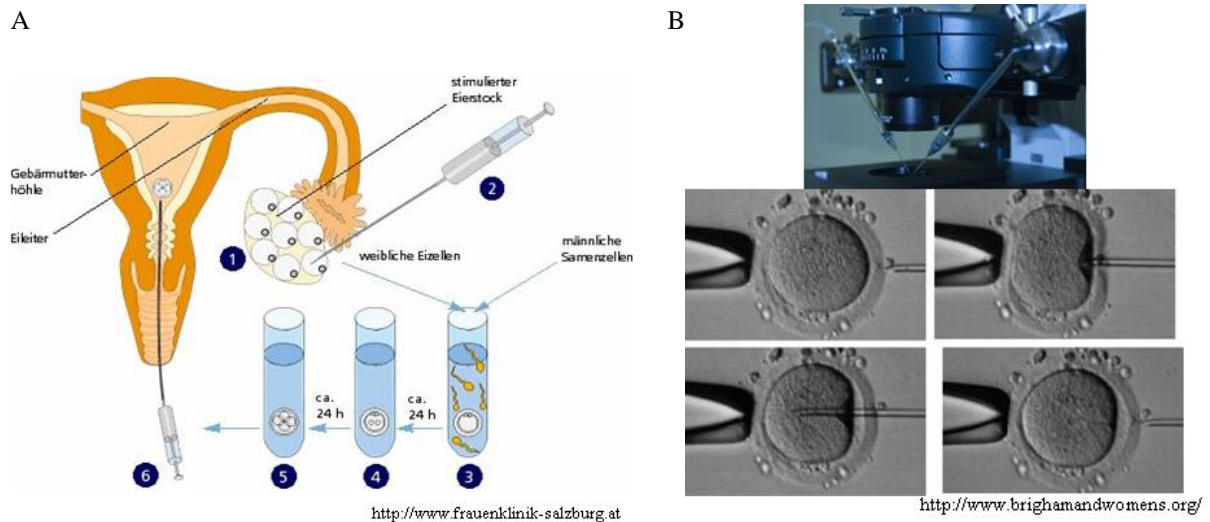 A
B
stimulierter
Eierstock
Gebärmutter-
höhle
2
Eileiter
1
weibliche Eizellen
männliche
Samenzellen
ca.
24 h
ca.
24 h
6
5
4
3
http://www.frauenklinik-salzburg.at
http://www.brighamandwomens.org/